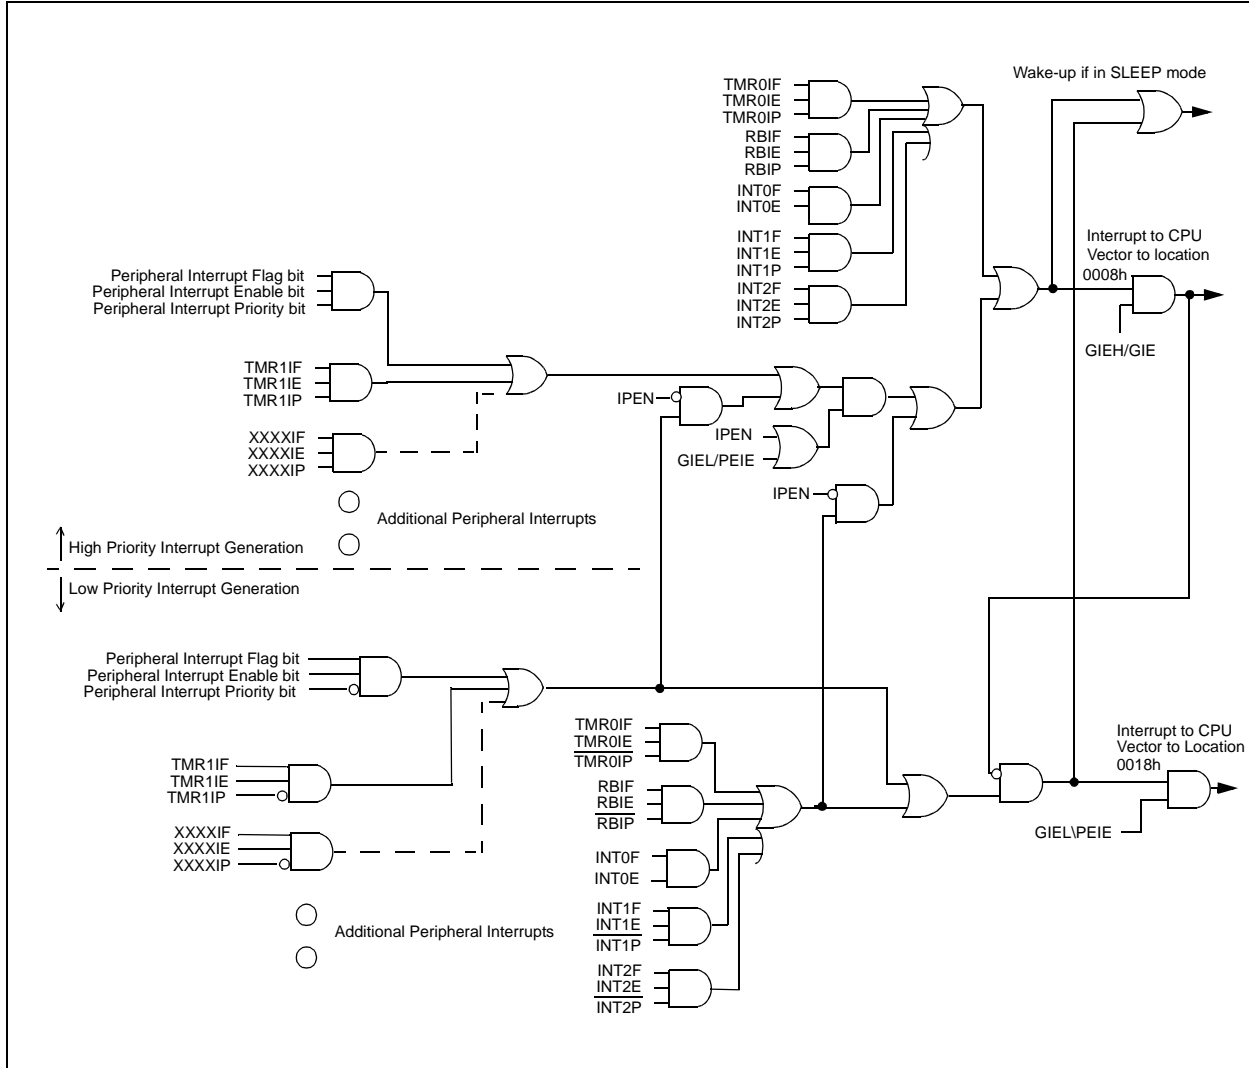 Wake-up if in SLEEP mode
TMR0IF
TMR0IE
TMR0IP
RBIF
RBIE
RBIP
INT0F
INT0E
INT1F
INT1E
INT1P
INT2F
INT2E
INT2P
Interrupt to CPU
Vector to location
0008h
GIEH/GIE
Peripheral Interrupt Flag bit
Peripheral Interrupt Enable bit
Peripheral Interrupt Priority bit
TMR1IF
TMR1IE
TMR1IP
XXXXIF
XXXXIE
XXXXIP
IPEN
IPEN
GIEL/PEIE
IPEN
Additional Peripheral Interrupts
High Priority Interrupt Generation
Low Priority Interrupt Generation
Peripheral Interrupt Flag bit
Peripheral Interrupt Enable bit
Peripheral Interrupt Priority bit
TMR1IF
TMR1IE
TMR1IP
XXXXIF
XXXXIE
XXXXIP
Additional Peripheral Interrupts
TMR0IF
TMR0IE
TMR0IP
RBIF
RBIE
RBIP
INT0F
INT0E
INT1F
INT1E
INT1P
INT2F
INT2E
INT2P
Interrupt to CPU
Vector to Location
0018h
GIEL\PEIE